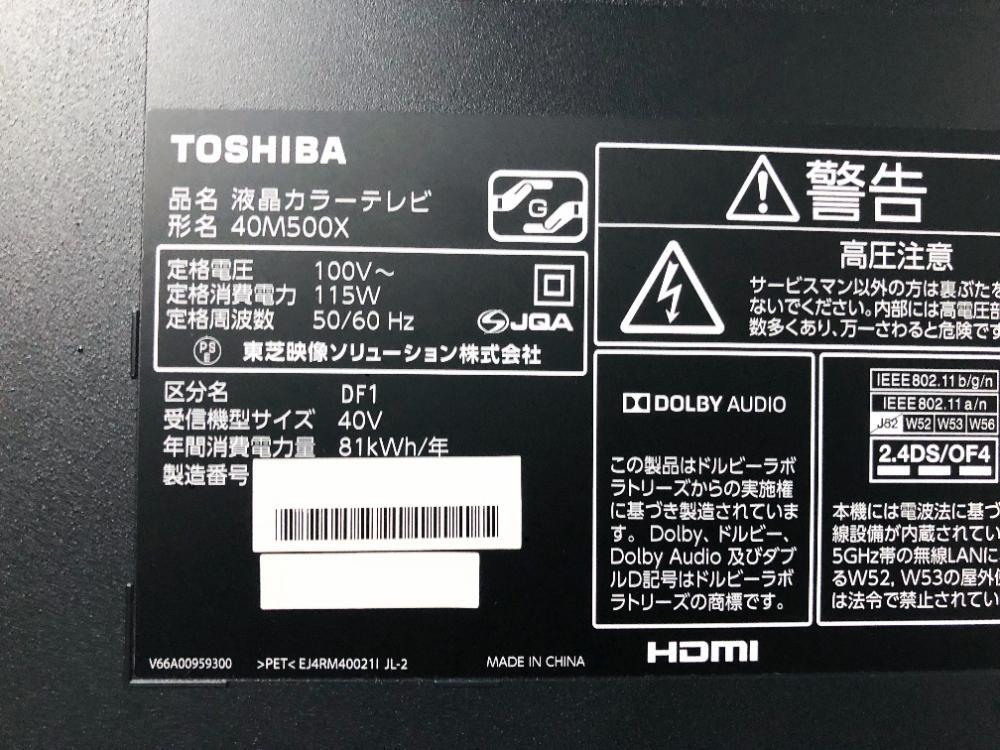 TOSHIBA
品名 液晶カラーテレビ
形名 40M500X
G
定格電圧 100V～
定格消費電力 115W
定格周波数 50/60 Hz
JQA
PS
E
東芝映像ソリューション株式会社
区分名 DF1
受信機型サイズ 40V
年間消費電力量 81kWh/年
製造番号
V66A00959300 >PET< EJ4RM40021I JL-2 MADE IN CHINA
警告
高圧注意
サービスマン以外の方は裏ぶたを
ないでください。内部には高電圧部
数多くあり、万一さわると危険です
DOLBY AUDIO
この製品はドルビーラボ
ラトリーズからの実施権
に基づき製造されていま
す。Dolby、ドルビー、
Dolby Audio 及びダブ
ルD記号はドルビーラボ
ラトリーズの商標です。
HDMI
IEEE802.11b/g/n
IEEE802.11a/n
J52 W52 W53 W56
2.4DS/OF4
本機には電波法に基づ
線設備が内蔵されてい
5GHz帯の無線LANに
るW52, W53の屋外
は法令で禁止されてい